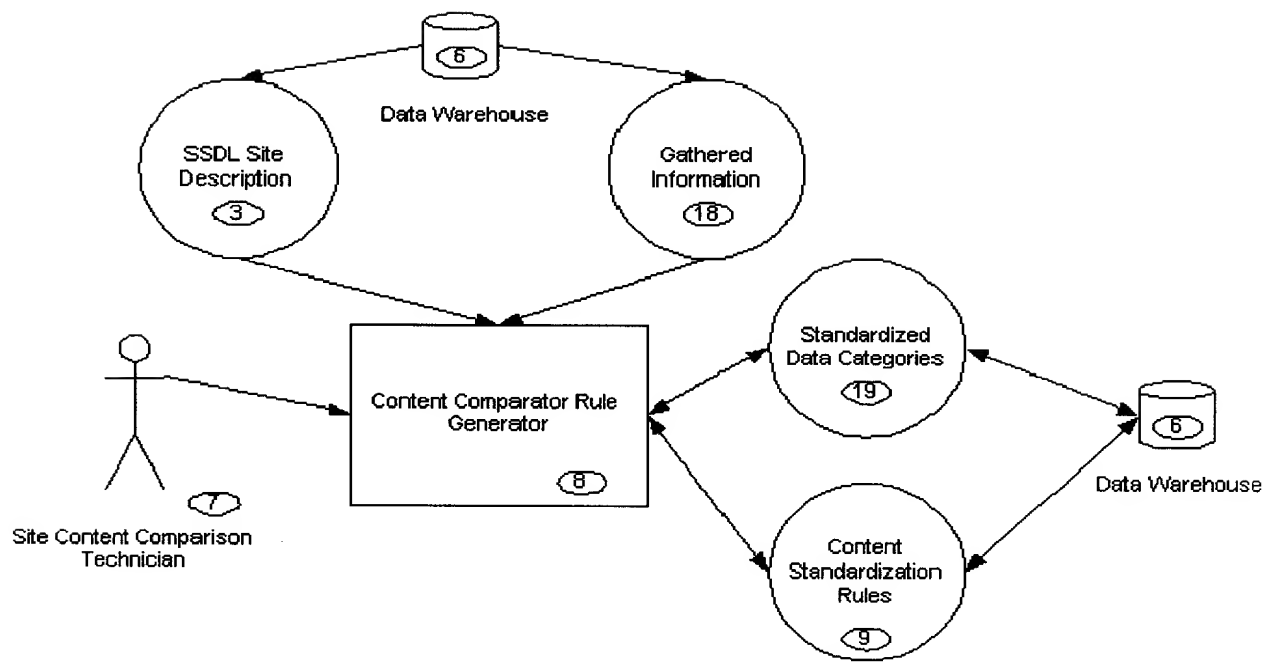 6
Data Warehouse
SSDL Site
Description
3
Gathered
Information
18
Content Comparator Rule
Generator
8
7
Site Content Comparison
Technician
Standardized
Data Categories
19
6
Data Warehouse
Content
Standardization
Rules
9